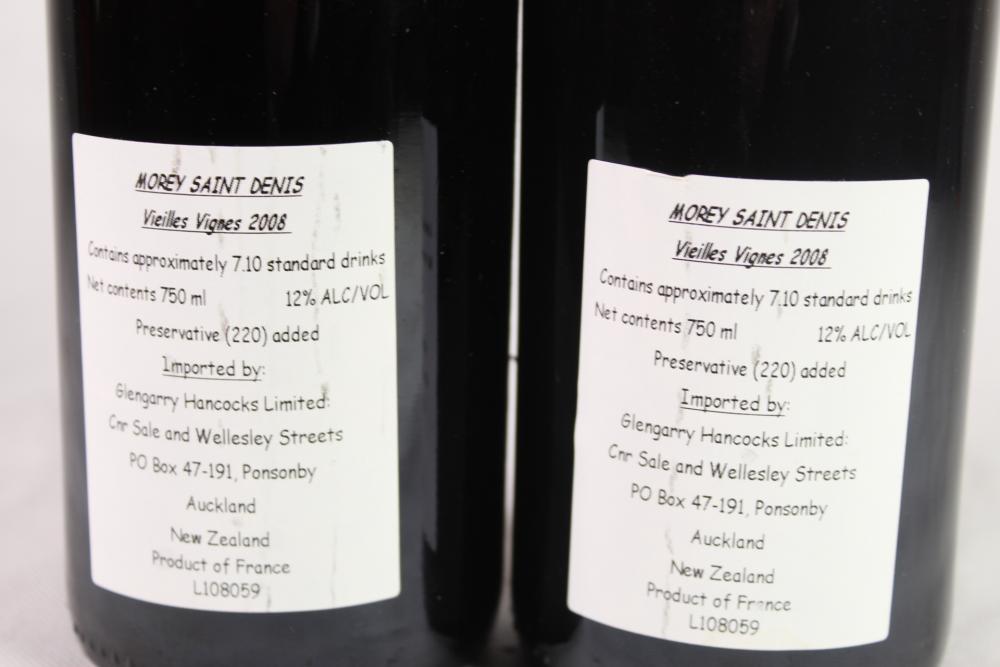 MOREY SAINT DENIS
Vieilles Vignes 2008
Contains approximately 7.10 standard drinks
Net contents 750 ml 12% ALC/VOL
Preservative (220) added
Imported by:
Glengarry Hancocks Limited:
Cnr Sale and Wellesley Streets
PO Box 47-191, Ponsonby
Auckland
New Zealand
Product of France
L108059
MOREY SAINT DENIS
Vieilles Vignes 2008
Contains approximately 7.10 standard drinks
Net contents 750 ml 12% ALC/VOL
Preservative (220) added
Imported by:
Glengarry Hancocks Limited:
Cnr Sale and Wellesley Streets
PO Box 47-191, Ponsonby
Auckland
New Zealand
Product of France
L108059